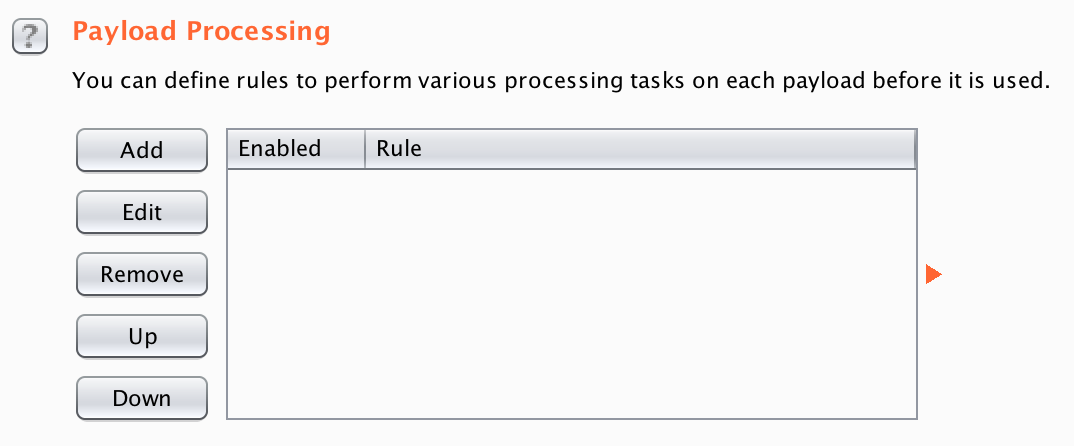 ?
Payload Processing
You can define rules to perform various processing tasks on each payload before it is used.
Add
Enabled Rule
Edit
Remove
Up
Down